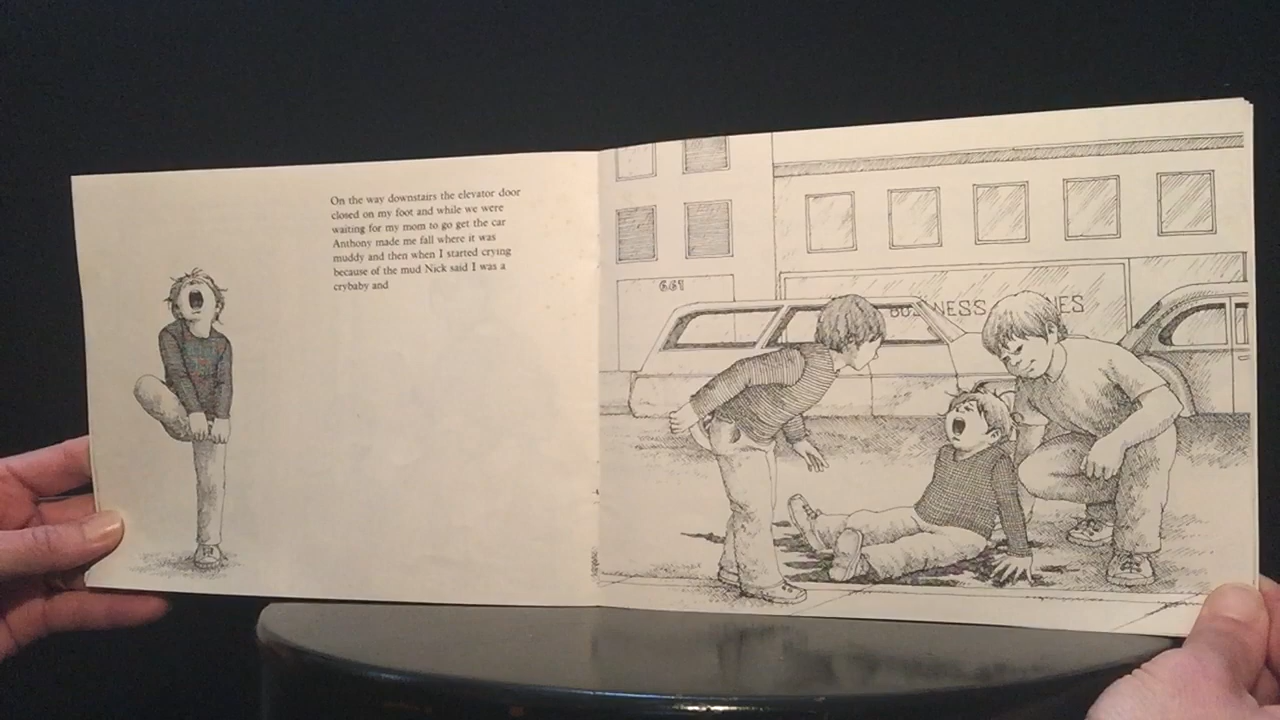 On the way downstairs the elevator door
closed on my foot and while we were
waiting for my mom to go get the car
Anthony made me fall where it was
muddy and then when I started crying
because of the mud Nick said I was a
crybaby and
661